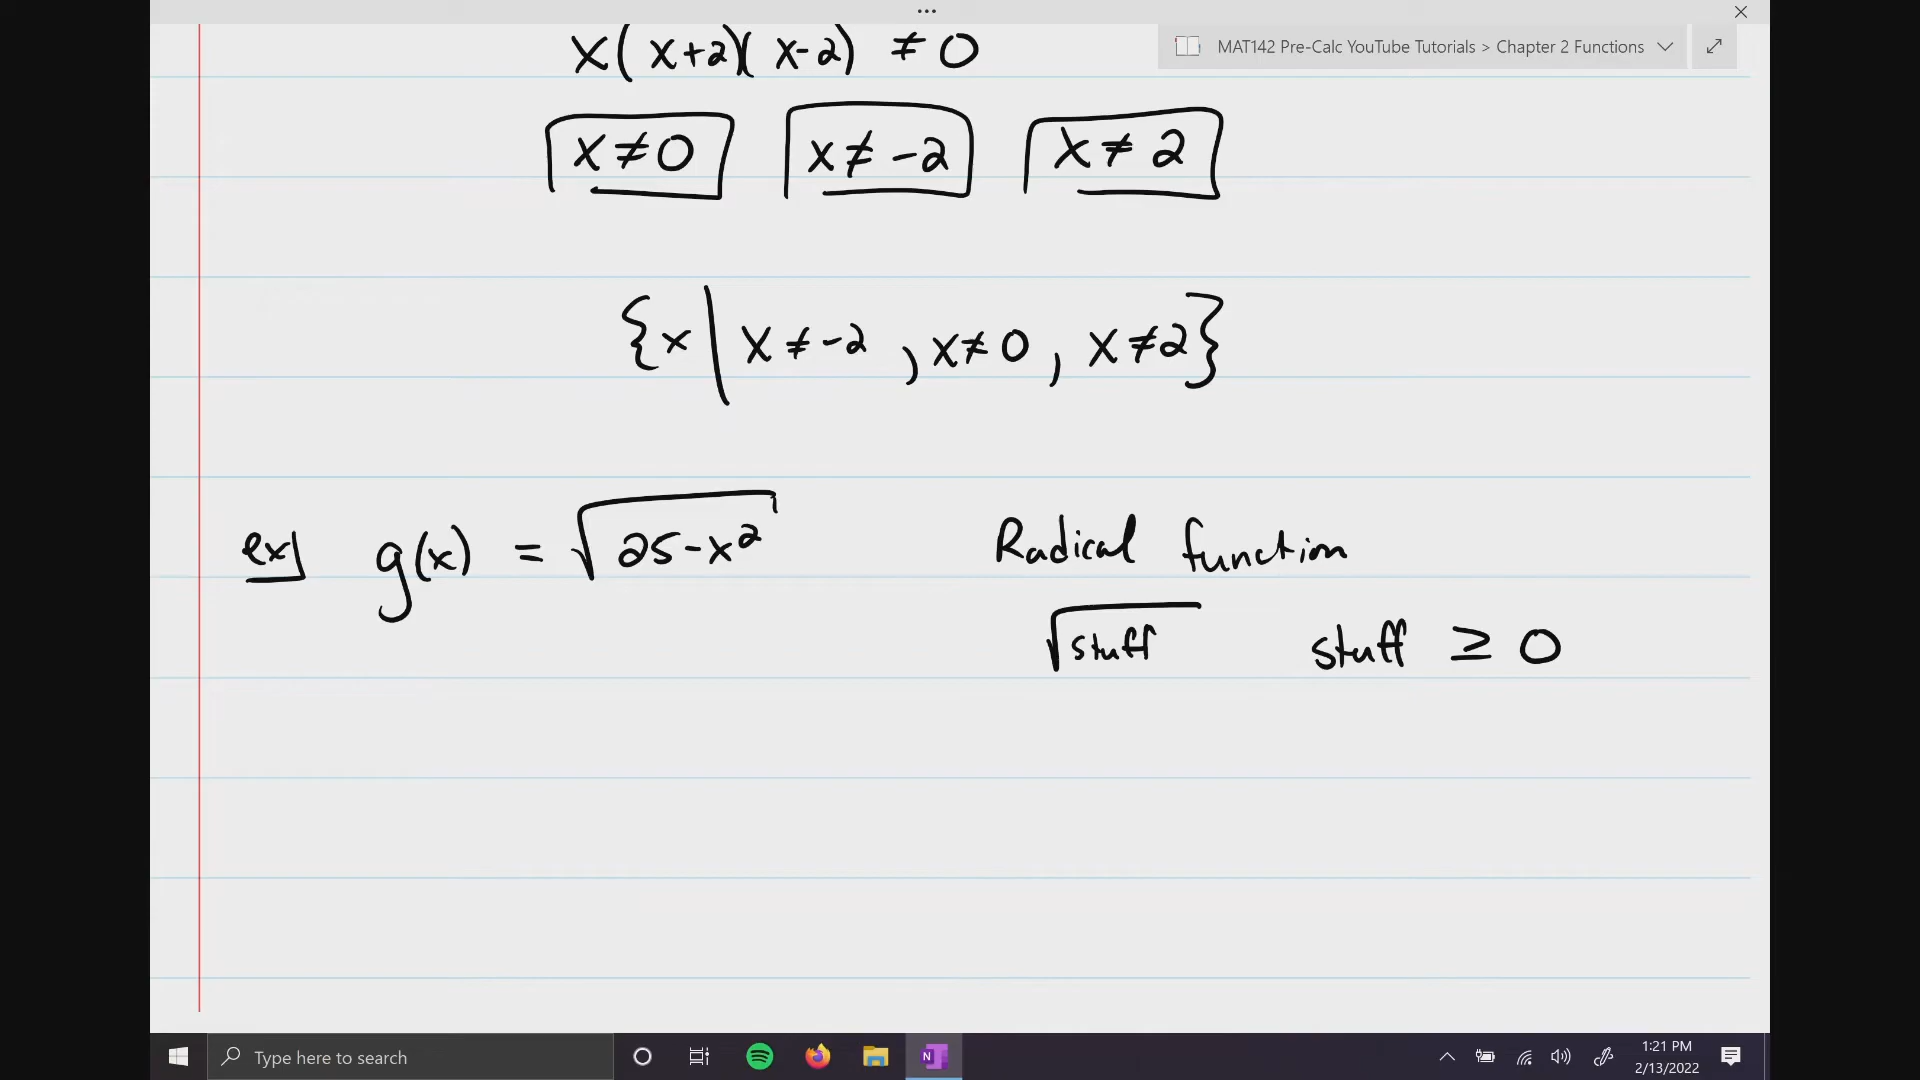 ...
x(x+2)(x-2) ≠ 0
MAT142 Pre-Calc YouTube Tutorials > Chapter 2 Functions
x≠0 x≠-2 x≠2
{x | x≠-2, x≠0, x≠2}
ex) g(x) = √25-x² Radical function
√stuff stuff ≥ 0
Type here to search
1:21 PM
2/13/2022